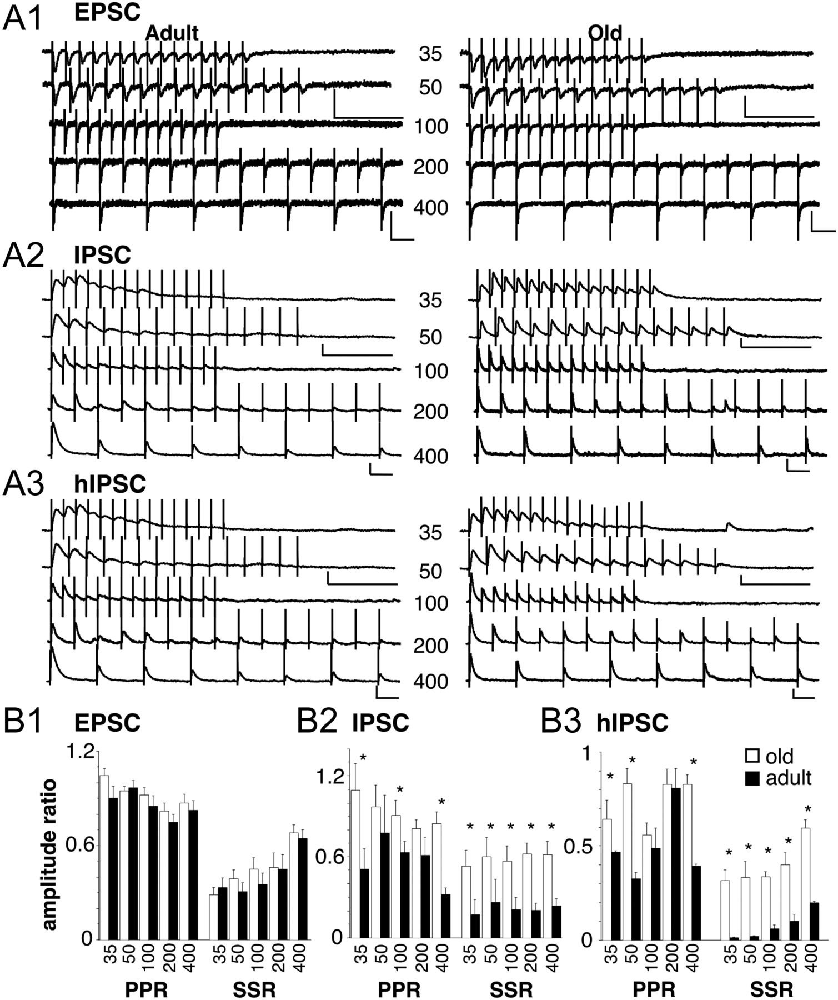 A1 EPSC
Adult
Old
35
50
100
200
400
A2 IPSC
35
50
100
200
400
A3 hIPSC
35
50
100
200
400
B1 EPSC
B2 IPSC
B3 hIPSC
amplitude ratio
1.2
0.6
0
35 50 100 200 400 35 50 100 200 400
PPR SSR
1.2
0.6
0
* * *
* * * * *
35 50 100 200 400 35 50 100 200 400
PPR SSR
1
0.5
0
* * *
* * * * *
old
adult
35 50 100 200 400 35 50 100 200 400
PPR SSR